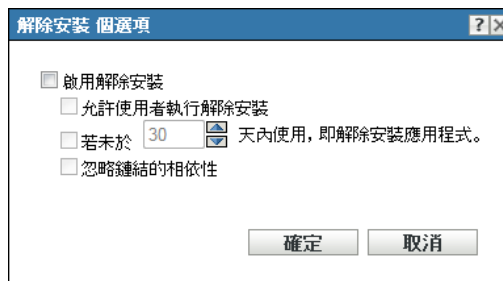 解除安裝 個選項
啟用解除安裝
允許使用者執行解除安裝
若未於 30 天內使用, 即解除安裝應用程式。
忽略鏈結的相依性
確定 取消